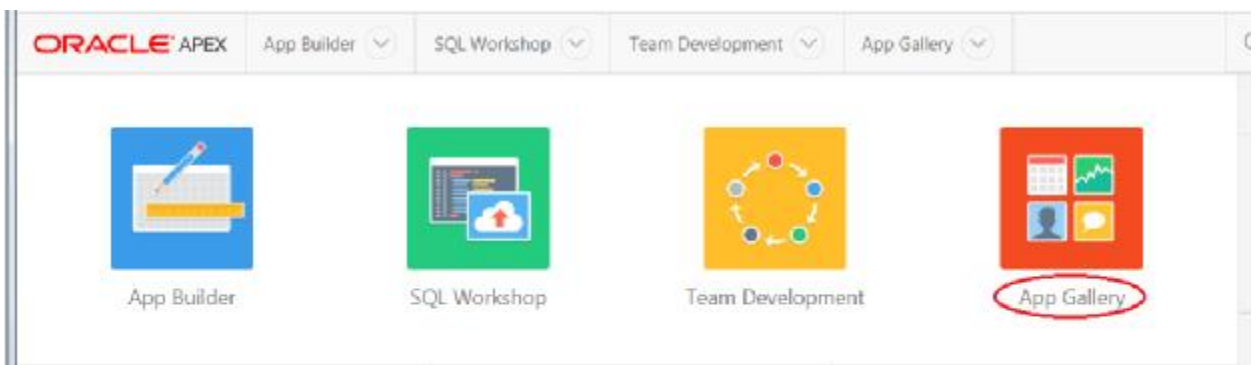 ORACLE APEX App Builder SQL Workshop Team Development App Gallery
App Builder SQL Workshop Team Development App Gallery